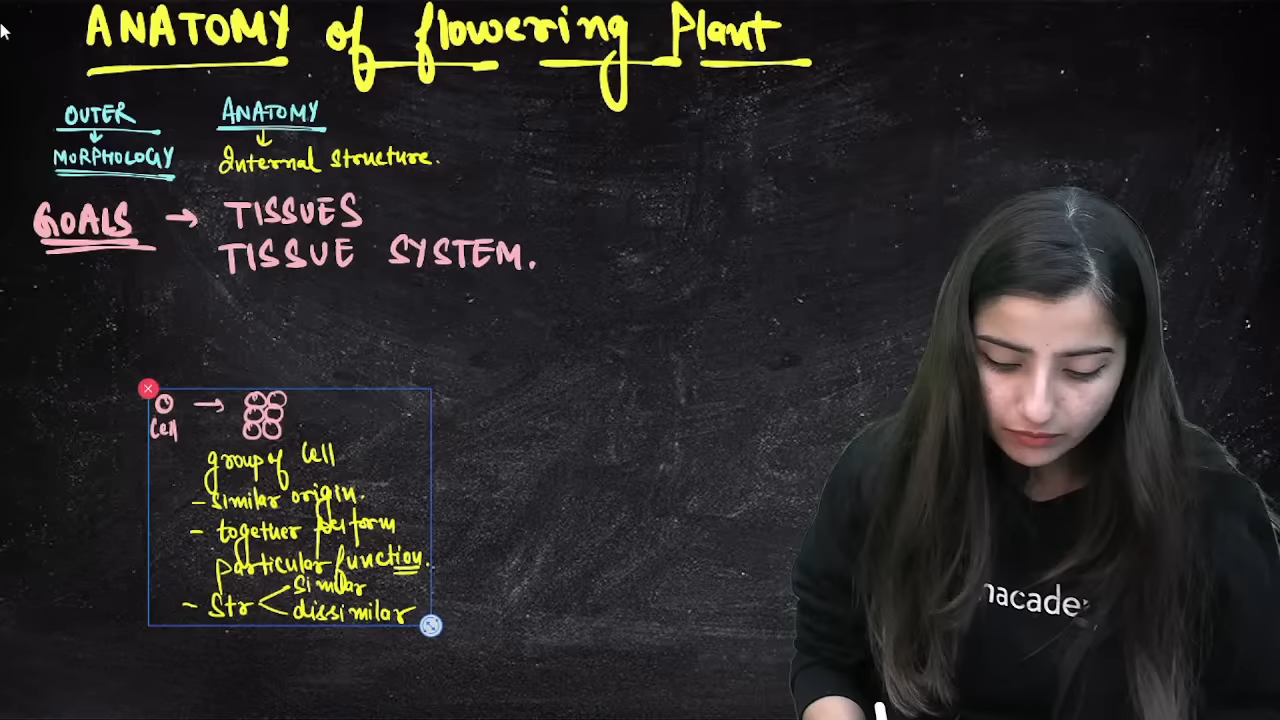 ANATOMY of flowering Plant
OUTER
MORPHOLOGY
ANATOMY
Internal structure.
GOALS → TISSUES
TISSUE SYSTEM.
Cell
group of Cell
- similar origin.
- together perform
particular function.
- Str < similar
dissimilar
nacade